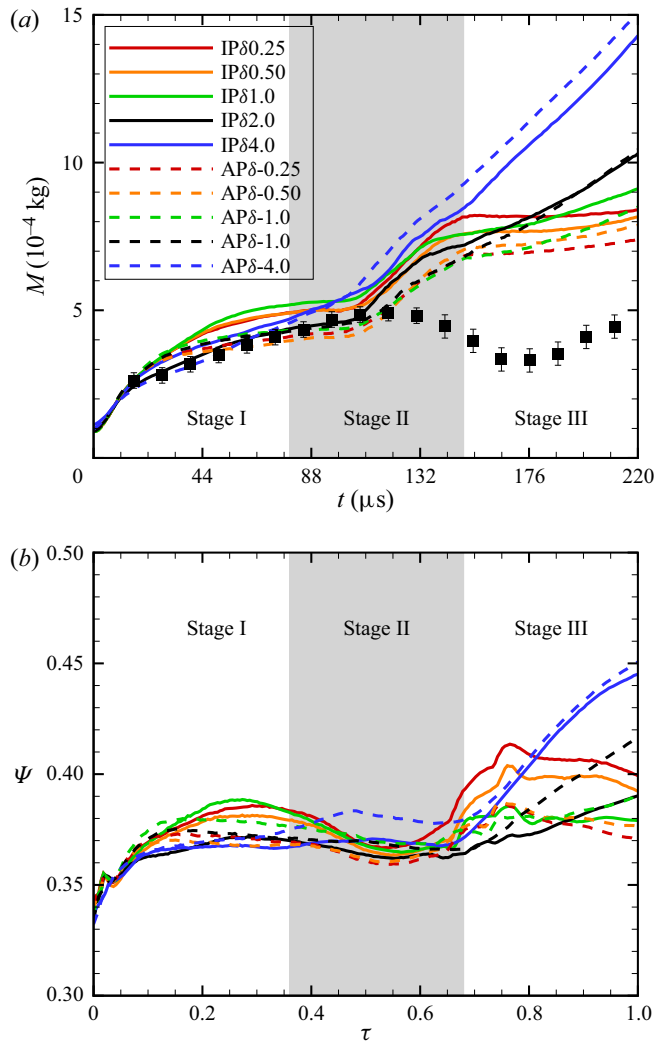 (a)
15
10
5
0
M (10⁻⁴ kg)
IPδ0.25
IPδ0.50
IPδ1.0
IPδ2.0
IPδ4.0
APδ-0.25
APδ-0.50
APδ-1.0
APδ-1.0
APδ-4.0
Stage I Stage II Stage III
44 88 132 176 220
t (μs)
(b)
0.50
0.45
0.40
0.35
0.30
Ψ
Stage I Stage II Stage III
0 0.2 0.4 0.6 0.8 1.0
τ